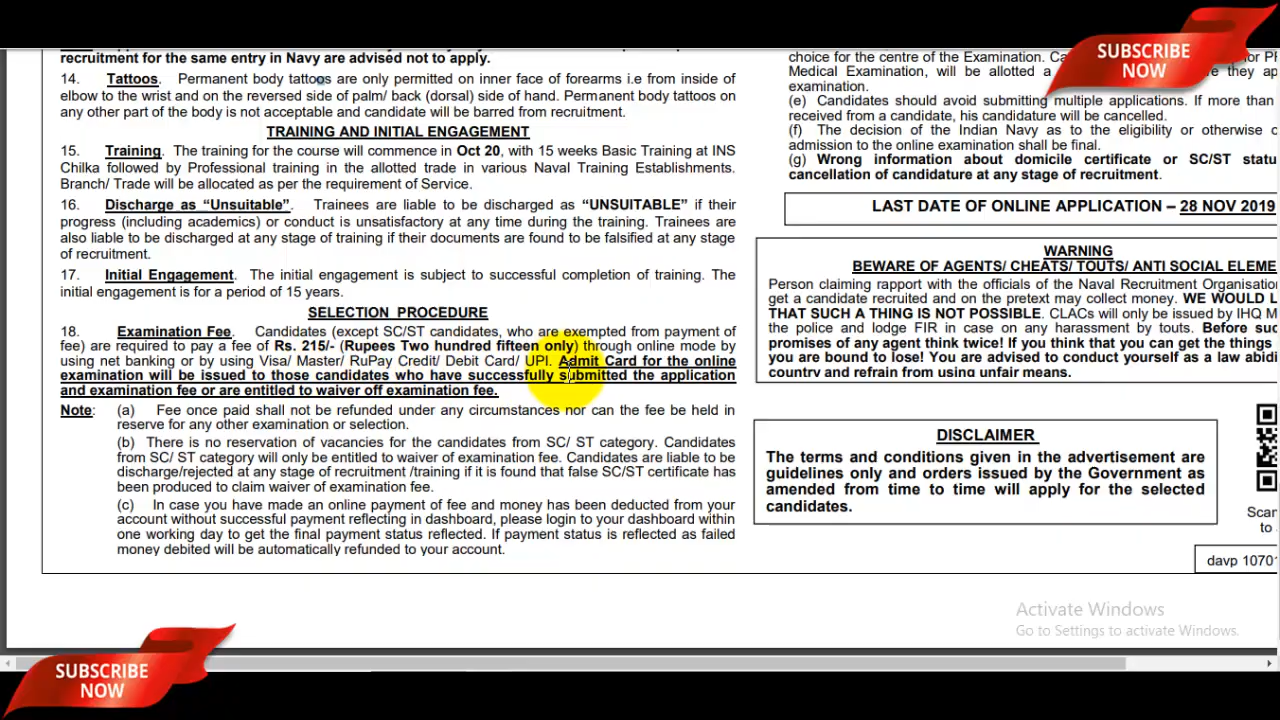 recruitment for the same entry in Navy are advised not to apply.
14. Tattoos. Permanent body tattoos are only permitted on inner face of forearms i.e from inside of
elbow to the wrist and on the reversed side of palm/ back (dorsal) side of hand. Permanent body tattoos on
any other part of the body is not acceptable and candidate will be barred from recruitment.
TRAINING AND INITIAL ENGAGEMENT
15. Training. The training for the course will commence in Oct 20, with 15 weeks Basic Training at INS
Chilka followed by Professional training in the allotted trade in various Naval Training Establishments.
Branch/ Trade will be allocated as per the requirement of Service.
16. Discharge as “Unsuitable”. Trainees are liable to be discharged as “UNSUITABLE” if their
progress (including academics) or conduct is unsatisfactory at any time during the training. Trainees are
also liable to be discharged at any stage of training if their documents are found to be falsified at any stage
of recruitment.
17. Initial Engagement. The initial engagement is subject to successful completion of training. The
initial engagement is for a period of 15 years.
SELECTION PROCEDURE
18. Examination Fee. Candidates (except SC/ST candidates, who are exempted from payment of
fee) are required to pay a fee of Rs. 215/- (Rupees Two hundred fifteen only) through online mode by
using net banking or by using Visa/ Master/ RuPay Credit/ Debit Card/ UPI. Admit Card for the online
examination will be issued to those candidates who have successfully submitted the application
and examination fee or are entitled to waiver off examination fee.
Note: (a) Fee once paid shall not be refunded under any circumstances nor can the fee be held in
reserve for any other examination or selection.
(b) There is no reservation of vacancies for the candidates from SC/ ST category. Candidates
from SC/ ST category will only be entitled to waiver of examination fee. Candidates are liable to be
discharge/rejected at any stage of recruitment /training if it is found that false SC/ST certificate has
been produced to claim waiver of examination fee.
(c) In case you have made an online payment of fee and money has been deducted from your
account without successful payment reflecting in dashboard, please login to your dashboard within
one working day to get the final payment status reflected. If payment status is reflected as failed
money debited will be automatically refunded to your account.
choice for the centre of the Examination.
Medical Examination, will be allotted a they ap
examination.
(e) Candidates should avoid submitting multiple applications. If more than
received from a candidate, his candidature will be cancelled.
(f) The decision of the Indian Navy as to the eligibility or otherwise o
admission to the online examination shall be final.
(g) Wrong information about domicile certificate or SC/ST statu
cancellation of candidature at any stage of recruitment.
LAST DATE OF ONLINE APPLICATION – 28 NOV 2019
WARNING
BEWARE OF AGENTS/ CHEATS/ TOUTS/ ANTI SOCIAL ELEME
Person claiming rapport with the officials of the Naval Recruitment Organisatio
get a candidate recruited and on the pretext may collect money. WE WOULD L
THAT SUCH A THING IS NOT POSSIBLE. CLACs will only be issued by IHQ M
the police and lodge FIR in case on any harassment by touts. Before suc
promises of any agent think twice! If you think that you can get the things
you are bound to lose! You are advised to conduct yourself as a law abidi
country and refrain from using unfair means.
DISCLAIMER
The terms and conditions given in the advertisement are
guidelines only and orders issued by the Government as
amended from time to time will apply for the selected
candidates.
Scan
to
davp 1070
Activate Windows
Go to Settings to activate Windows.
SUBSCRIBE
NOW
SUBSCRIBE
NOW